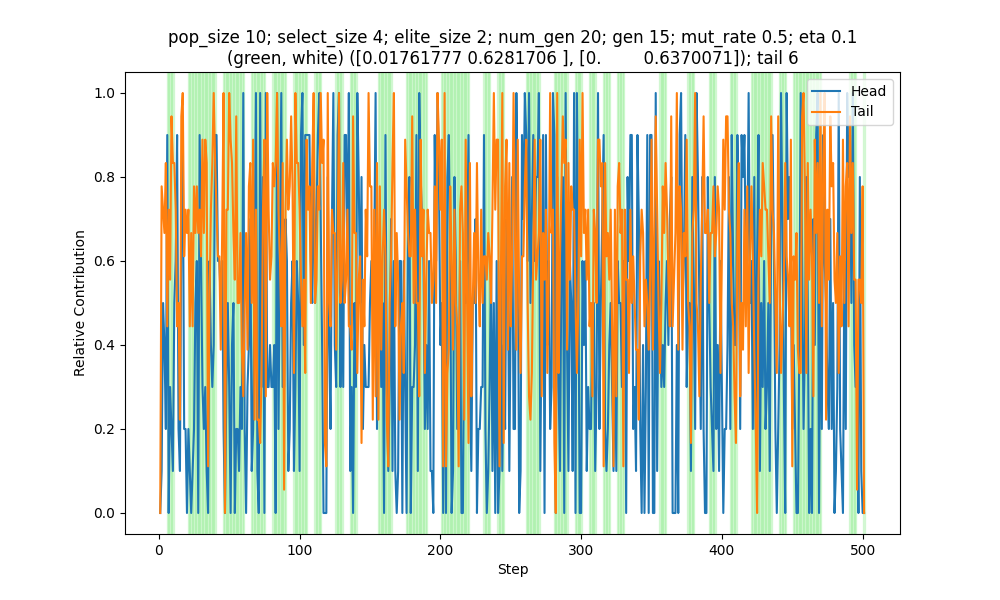 pop_size 10; select_size 4; elite_size 2; num_gen 20; gen 15; mut_rate 0.5; eta 0.1
(green, white) ([0.01761777 0.6281706 ], [0.        0.6370071]); tail 6
Head
Tail
1.0
0.8
0.6
0.4
0.2
0.0
Relative Contribution
0 100 200 300 400 500
Step